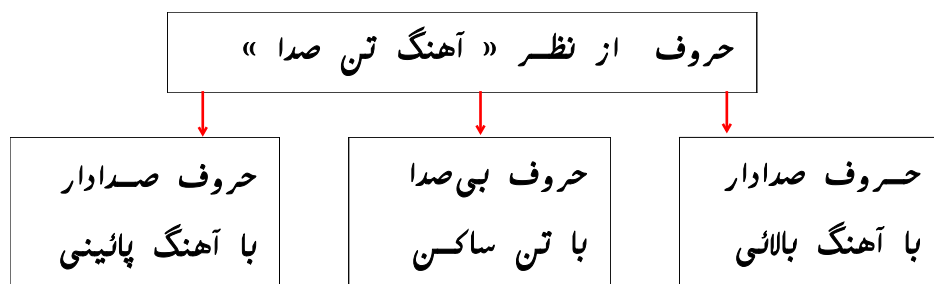 حروف از نظر « آهنگ تن صدا »
حروف صدادار
با آهنگ بالائی
حروف بی‌صدا
با تن ساکن
حروف صدادار
با آهنگ پائینی